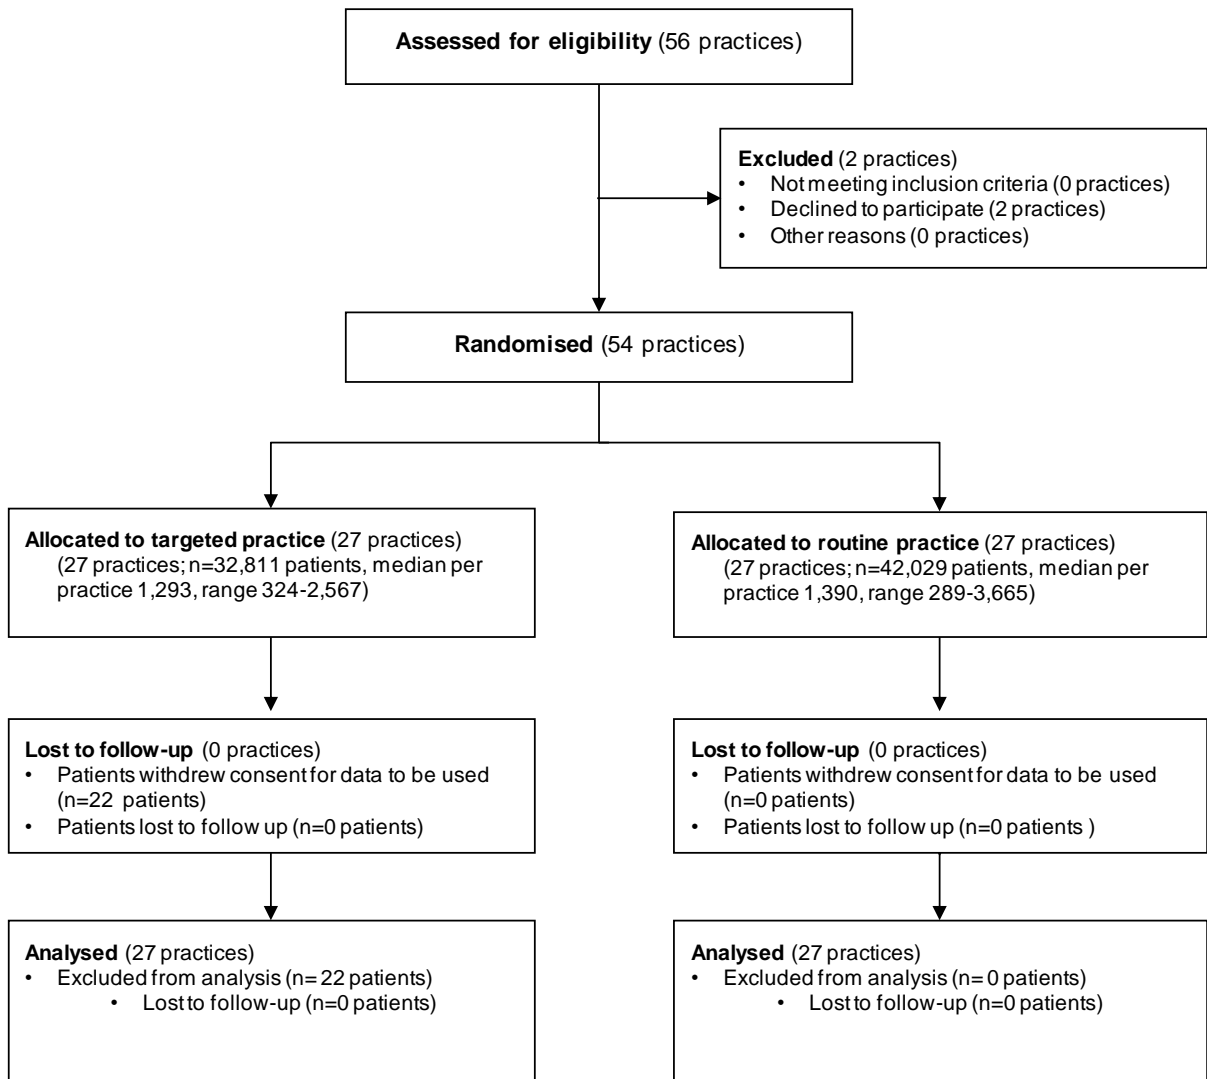 Assessed for eligibility (56 practices)
Excluded (2 practices)
• Not meeting inclusion criteria (0 practices)
• Declined to participate (2 practices)
• Other reasons (0 practices)
Randomised (54 practices)
Allocated to targeted practice (27 practices)
(27 practices; n=32,811 patients, median per
practice 1,293, range 324-2,567)
Allocated to routine practice (27 practices)
(27 practices; n=42,029 patients, median per
practice 1,390, range 289-3,665)
Lost to follow-up (0 practices)
• Patients withdrew consent for data to be used
(n=22 patients)
• Patients lost to follow up (n=0 patients)
Lost to follow-up (0 practices)
• Patients withdrew consent for data to be used
(n=0 patients)
• Patients lost to follow up (n=0 patients )
Analysed (27 practices)
• Excluded from analysis (n= 22 patients)
• Lost to follow-up (n=0 patients)
Analysed (27 practices)
• Excluded from analysis (n= 0 patients)
• Lost to follow-up (n=0 patients)